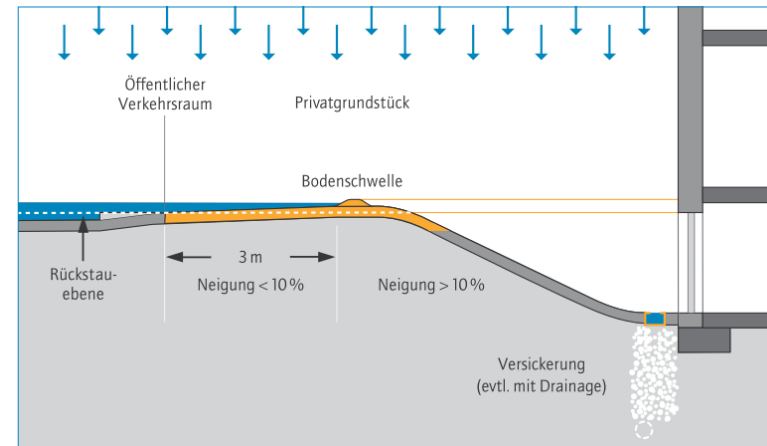 Öffentlicher
Verkehrsraum
Privatgrundstück
Bodenschwelle
Rückstau-
ebene
3 m
Neigung < 10 %
Neigung > 10 %
Versickerung
(evtl. mit Drainage)